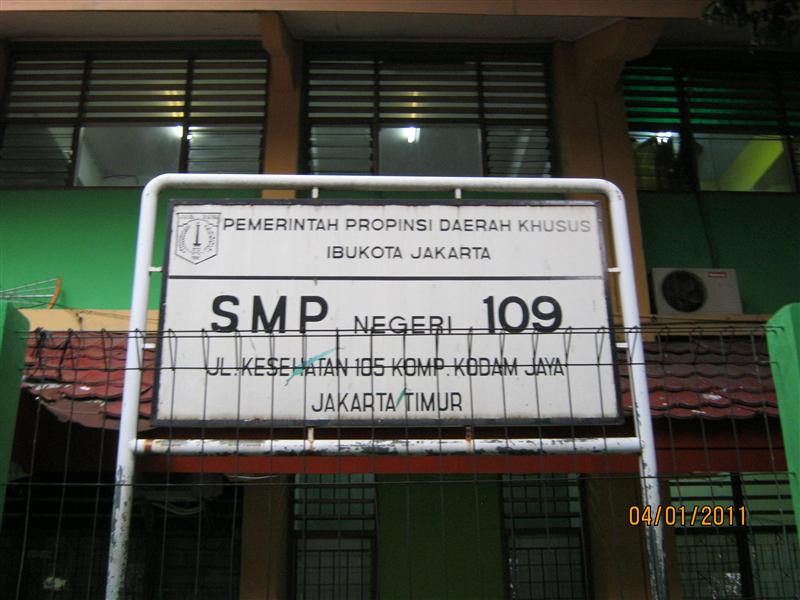 PEMERINTAH PROPINSI DAERAH KHUSUS
IBUKOTA JAKARTA
SMP NEGERI 109
JL. KESEHATAN 105 KOMP. KODAM JAYA
JAKARTA TIMUR
04/01/2011